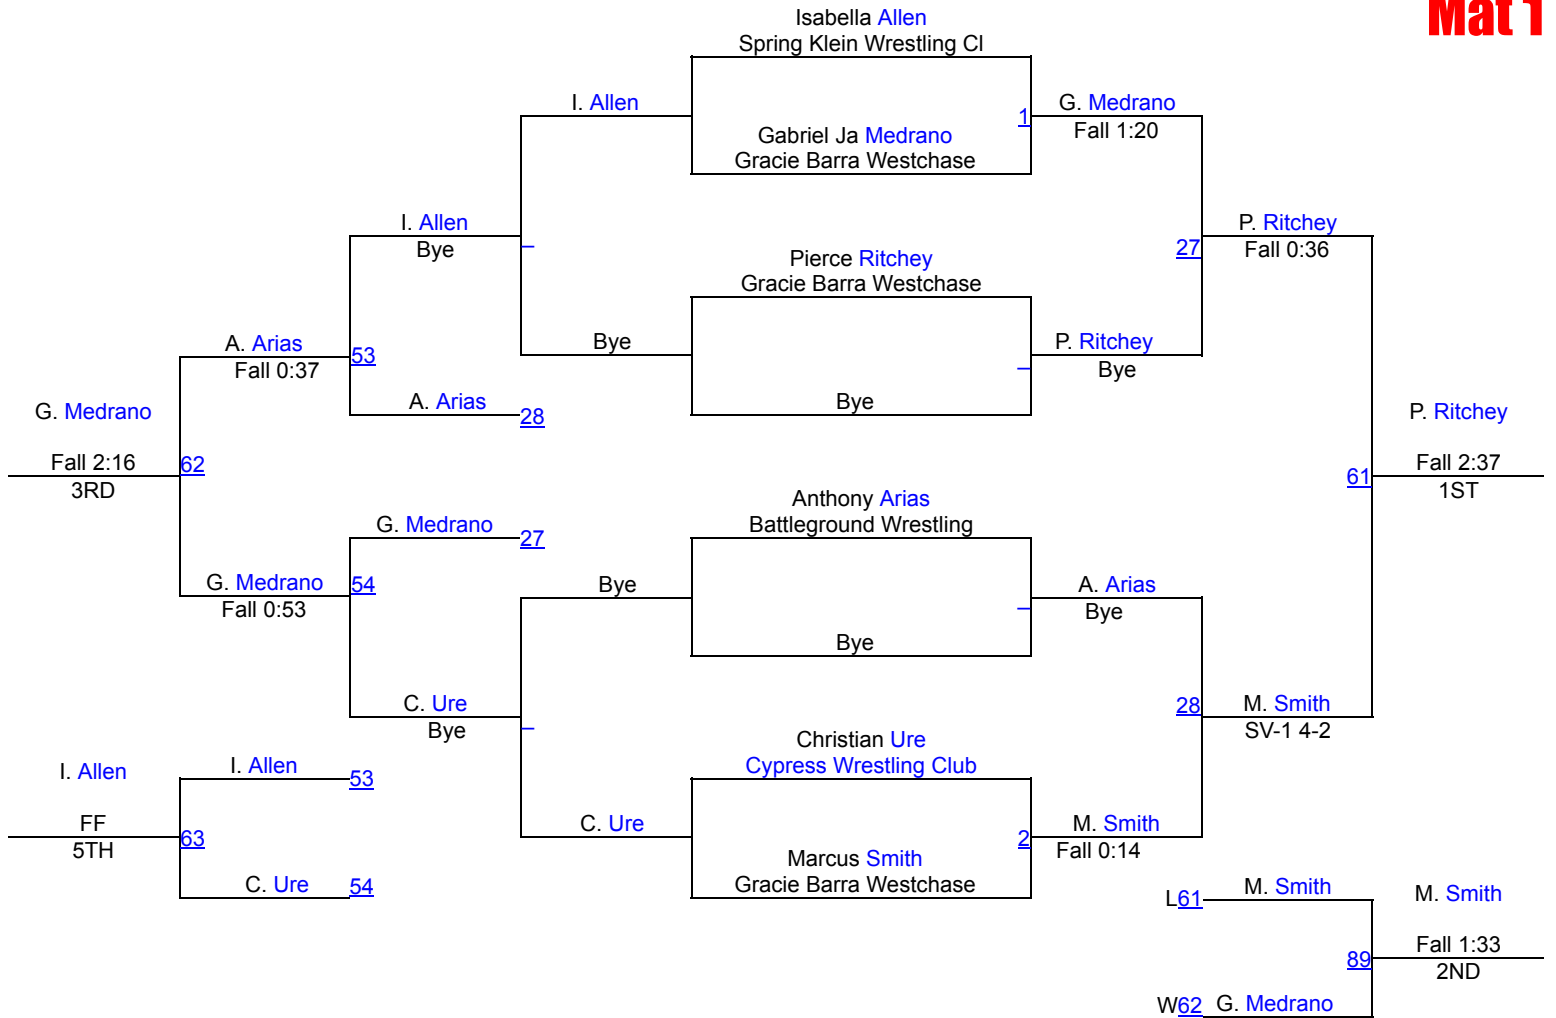 Mat 1
Isabella Allen
Spring Klein Wrestling Cl
I. Allen
1
G. Medrano
Fall 1:20
Gabriel Ja Medrano
Gracie Barra Westchase
I. Allen
Bye
P. Ritchey
Fall 0:36
27
Pierce Ritchey
Gracie Barra Westchase
A. Arias
Fall 0:37
53
Bye
P. Ritchey
Bye
A. Arias
28
Bye
G. Medrano
Fall 2:16
3RD
62
P. Ritchey
Fall 2:37
1ST
61
Anthony Arias
Battleground Wrestling
G. Medrano
27
G. Medrano
Fall 0:53
54
Bye
A. Arias
Bye
Bye
C. Ure
Bye
28
M. Smith
SV-1 4-2
Christian Ure
Cypress Wrestling Club
I. Allen
FF
5TH
I. Allen
53
63
C. Ure
54
C. Ure
2
M. Smith
Fall 0:14
Marcus Smith
Gracie Barra Westchase
L61
M. Smith
M. Smith
Fall 1:33
2ND
89
W62
G. Medrano